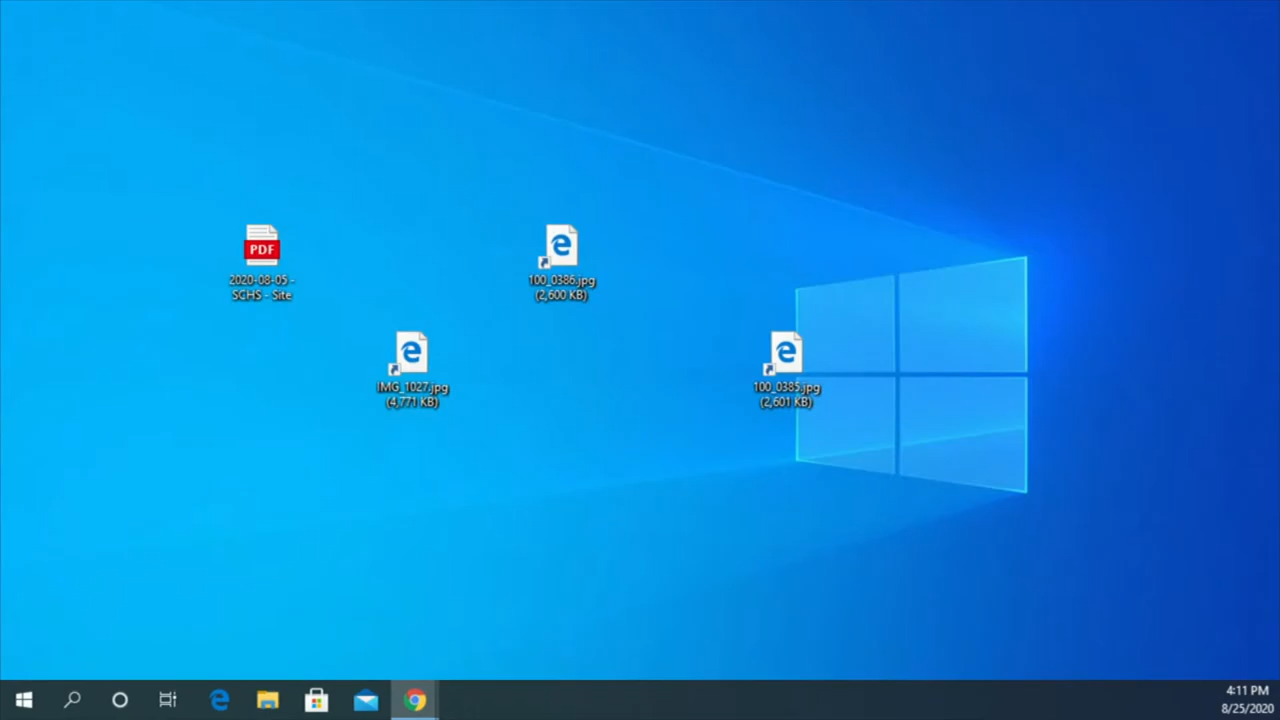 PDF
2020-08-05 -
SCHS - Site
100_0386.jpg
(2,600 KB)
IMG_1027.jpg
(4,771 KB)
100_0385.jpg
(2,601 KB)
4:11 PM
8/25/2020